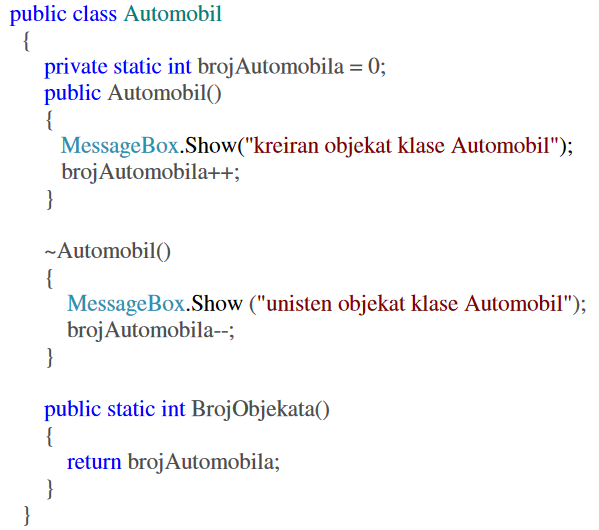 public class Automobil
{
private static int brojAutomobila = 0;
public Automobil()
{
MessageBox.Show("kreiran objekat klase Automobil");
brojAutomobila++;
}
~Automobil()
{
MessageBox.Show ("unisten objekat klase Automobil");
brojAutomobila--;
}
public static int BrojObjekata()
{
return brojAutomobila;
}
}